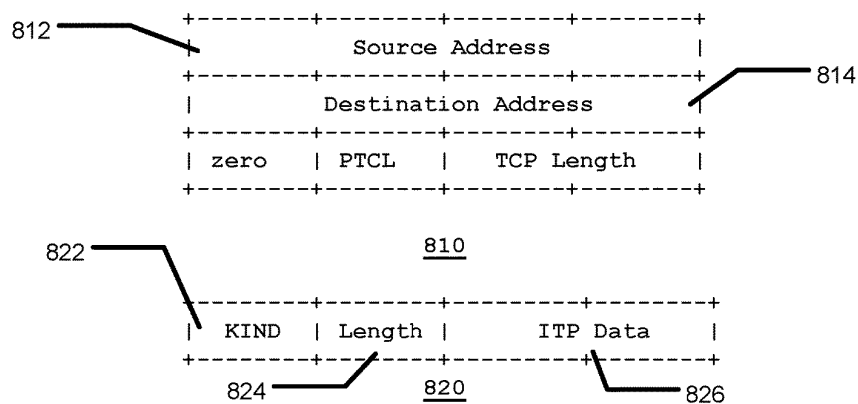 812
+--------+--------+--------+--------+
| Source Address |
+--------+--------+--------+--------+
| Destination Address | 814
+--------+--------+--------+--------+
| zero | PTCL | TCP Length |
+--------+--------+--------+--------+
810
822
+--------+--------+---------+--------+
| KIND | Length | ITP Data |
+--------+--------+---------+--------+
824 820 826